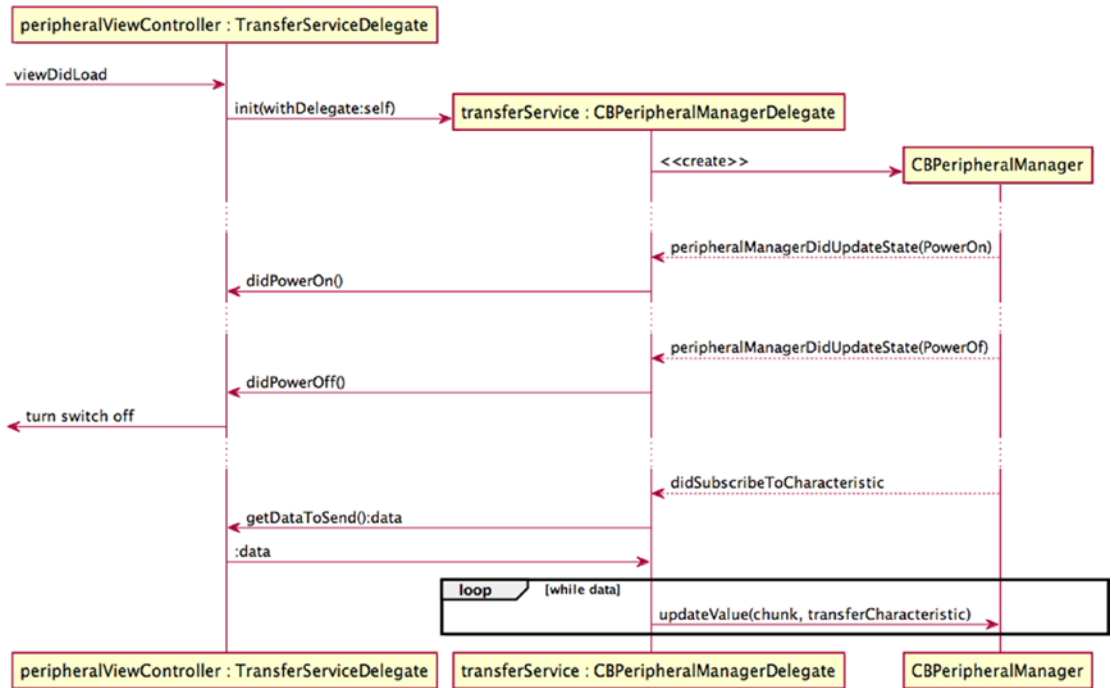 peripheralViewController : TransferServiceDelegate
viewDidLoad
init(withDelegate:self)
transferService : CBPeripheralManagerDelegate
<<create>>
CBPeripheralManager
peripheralManagerDidUpdateState(PowerOn)
didPowerOn()
peripheralManagerDidUpdateState(PowerOf)
didPowerOff()
turn switch off
didSubscribeToCharacteristic
getDataToSend():data
:data
loop [while data]
updateValue(chunk, transferCharacteristic)
peripheralViewController : TransferServiceDelegate transferService : CBPeripheralManagerDelegate CBPeripheralManager